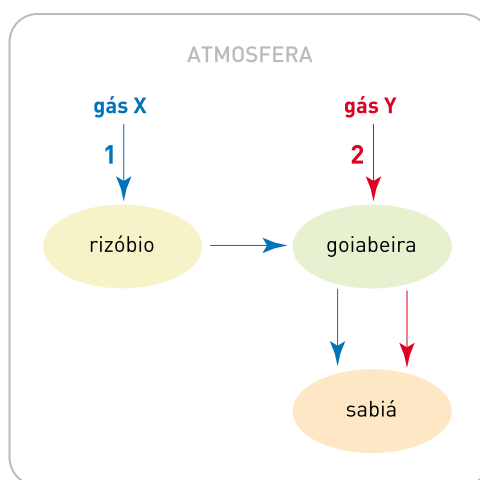 ATMOSFERA
gás X
gás Y
1
2
rizóbio
goiabeira
sabiá